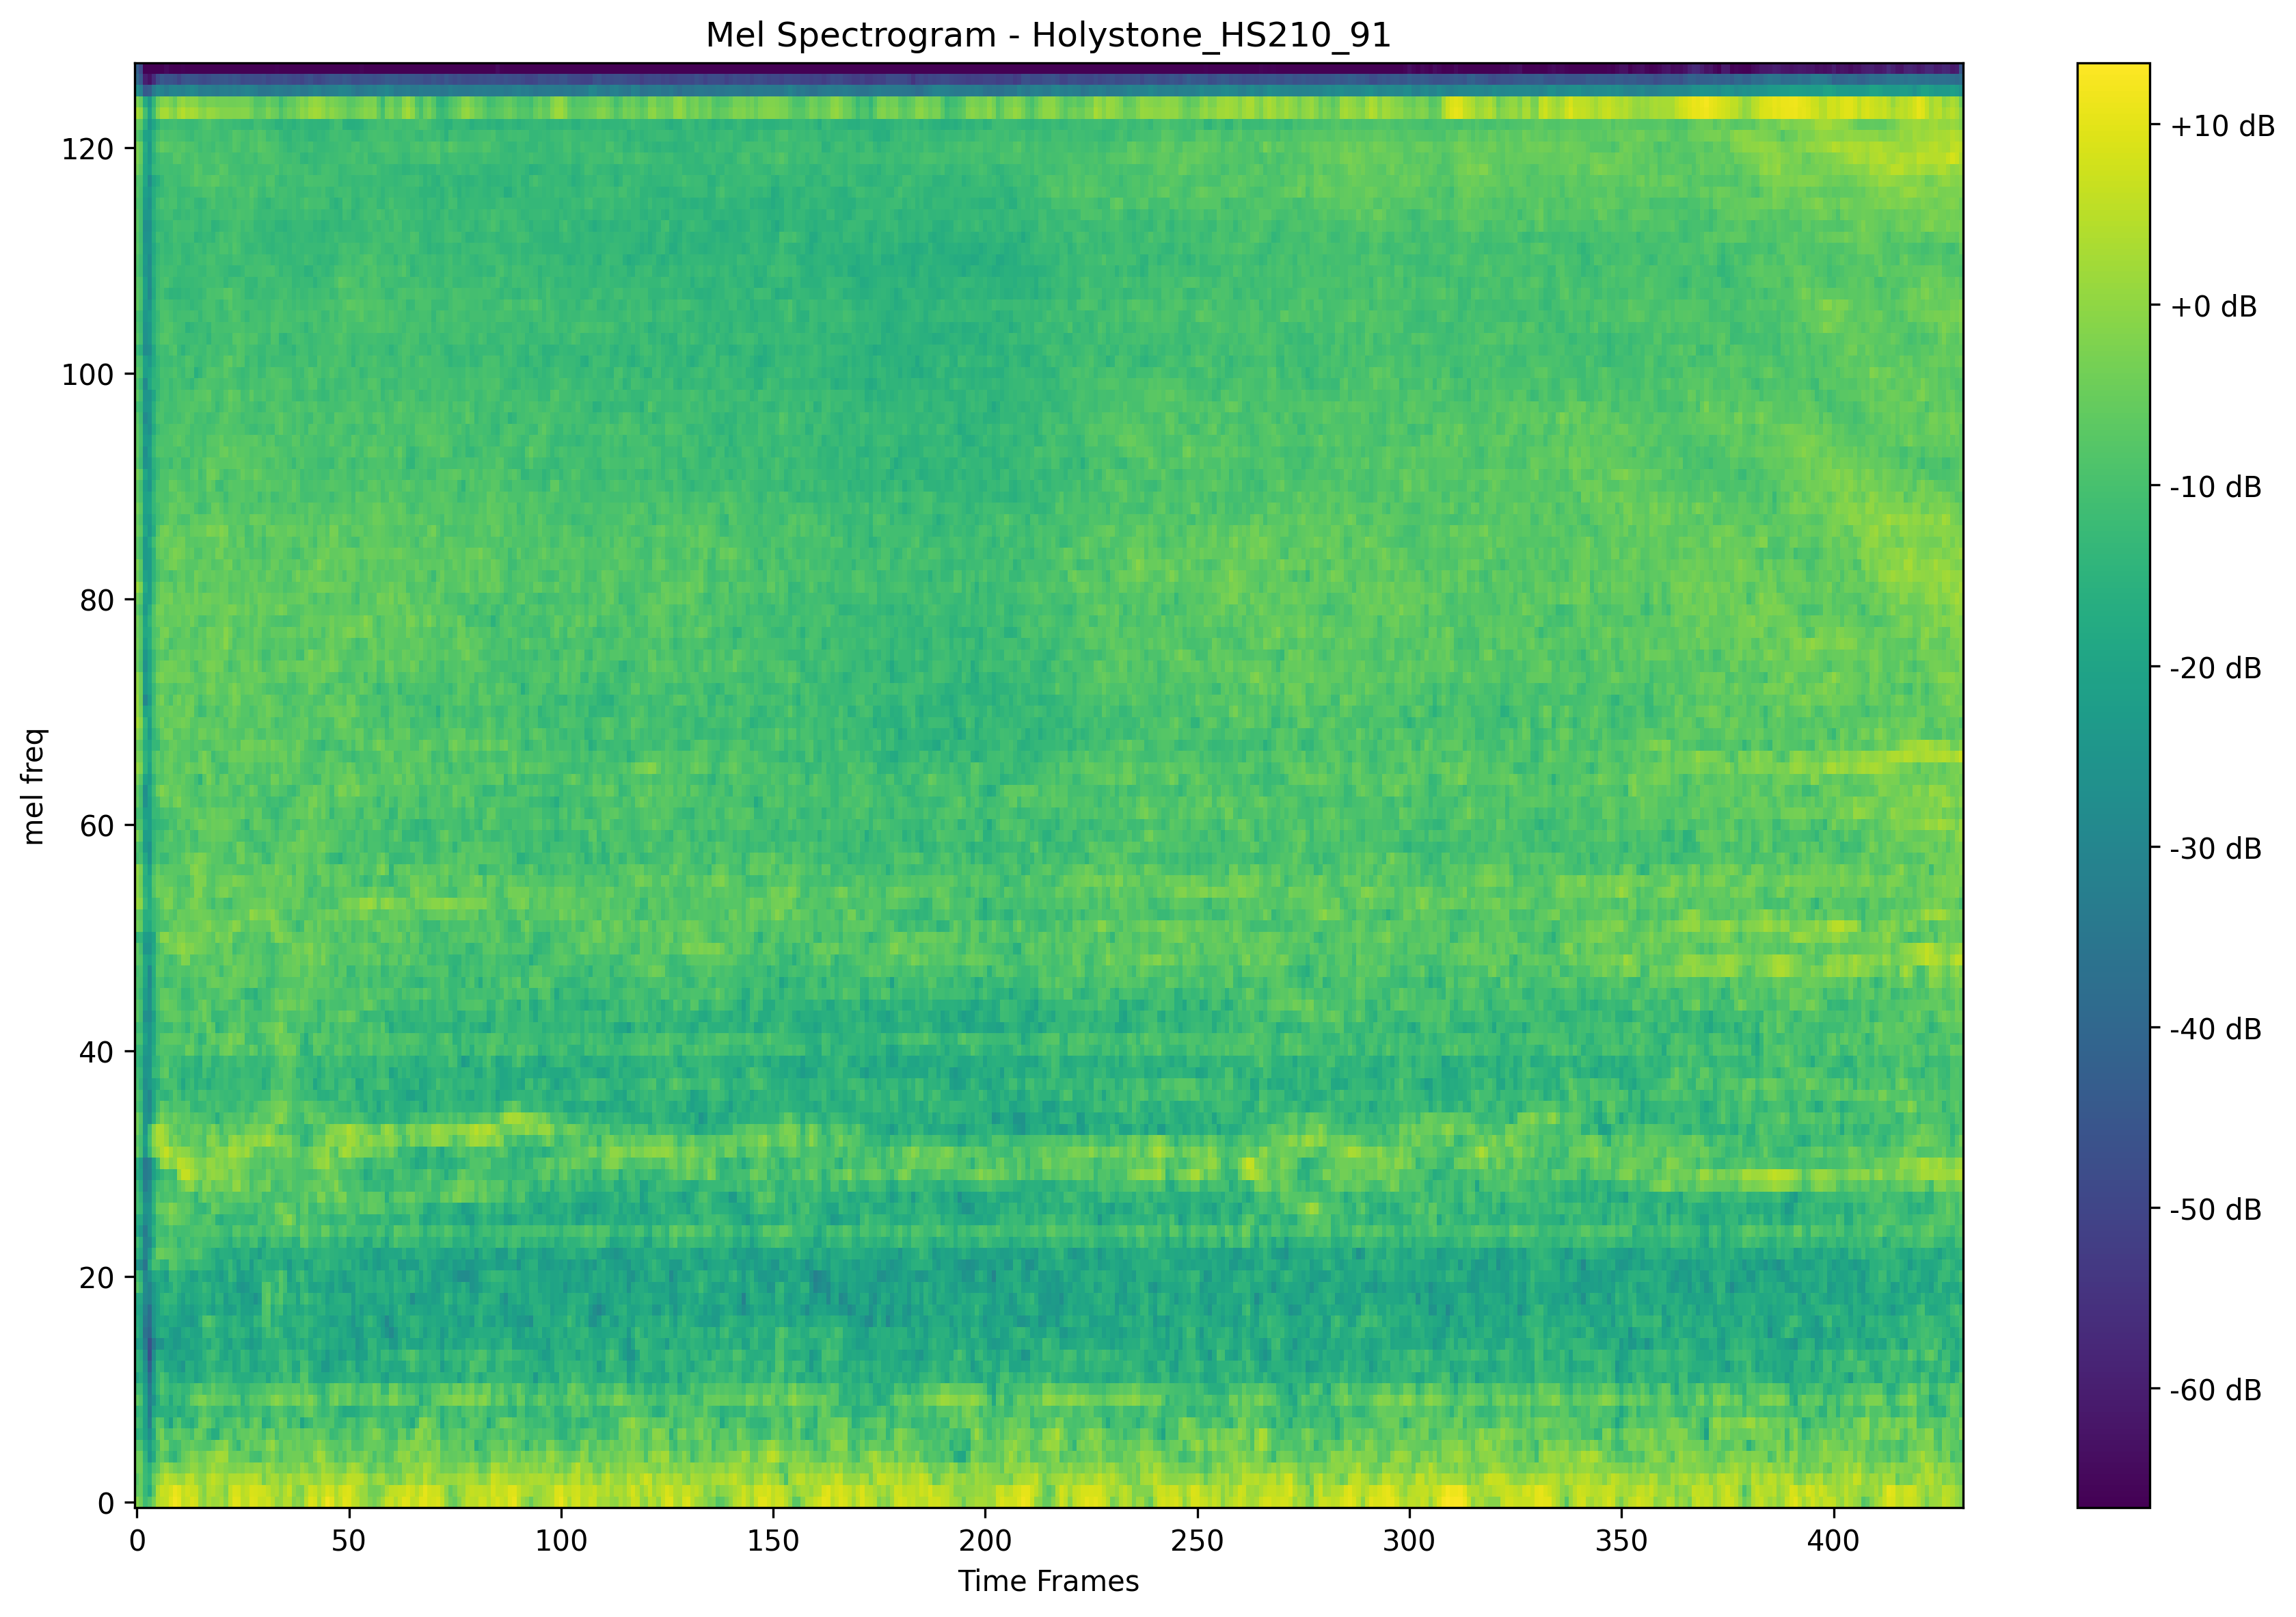 Mel Spectrogram - Holystone_HS210_91
mel freq
120
100
80
60
40
20
0
0 50 100 150 200 250 300 350 400
Time Frames
+10 dB
+0 dB
-10 dB
-20 dB
-30 dB
-40 dB
-50 dB
-60 dB